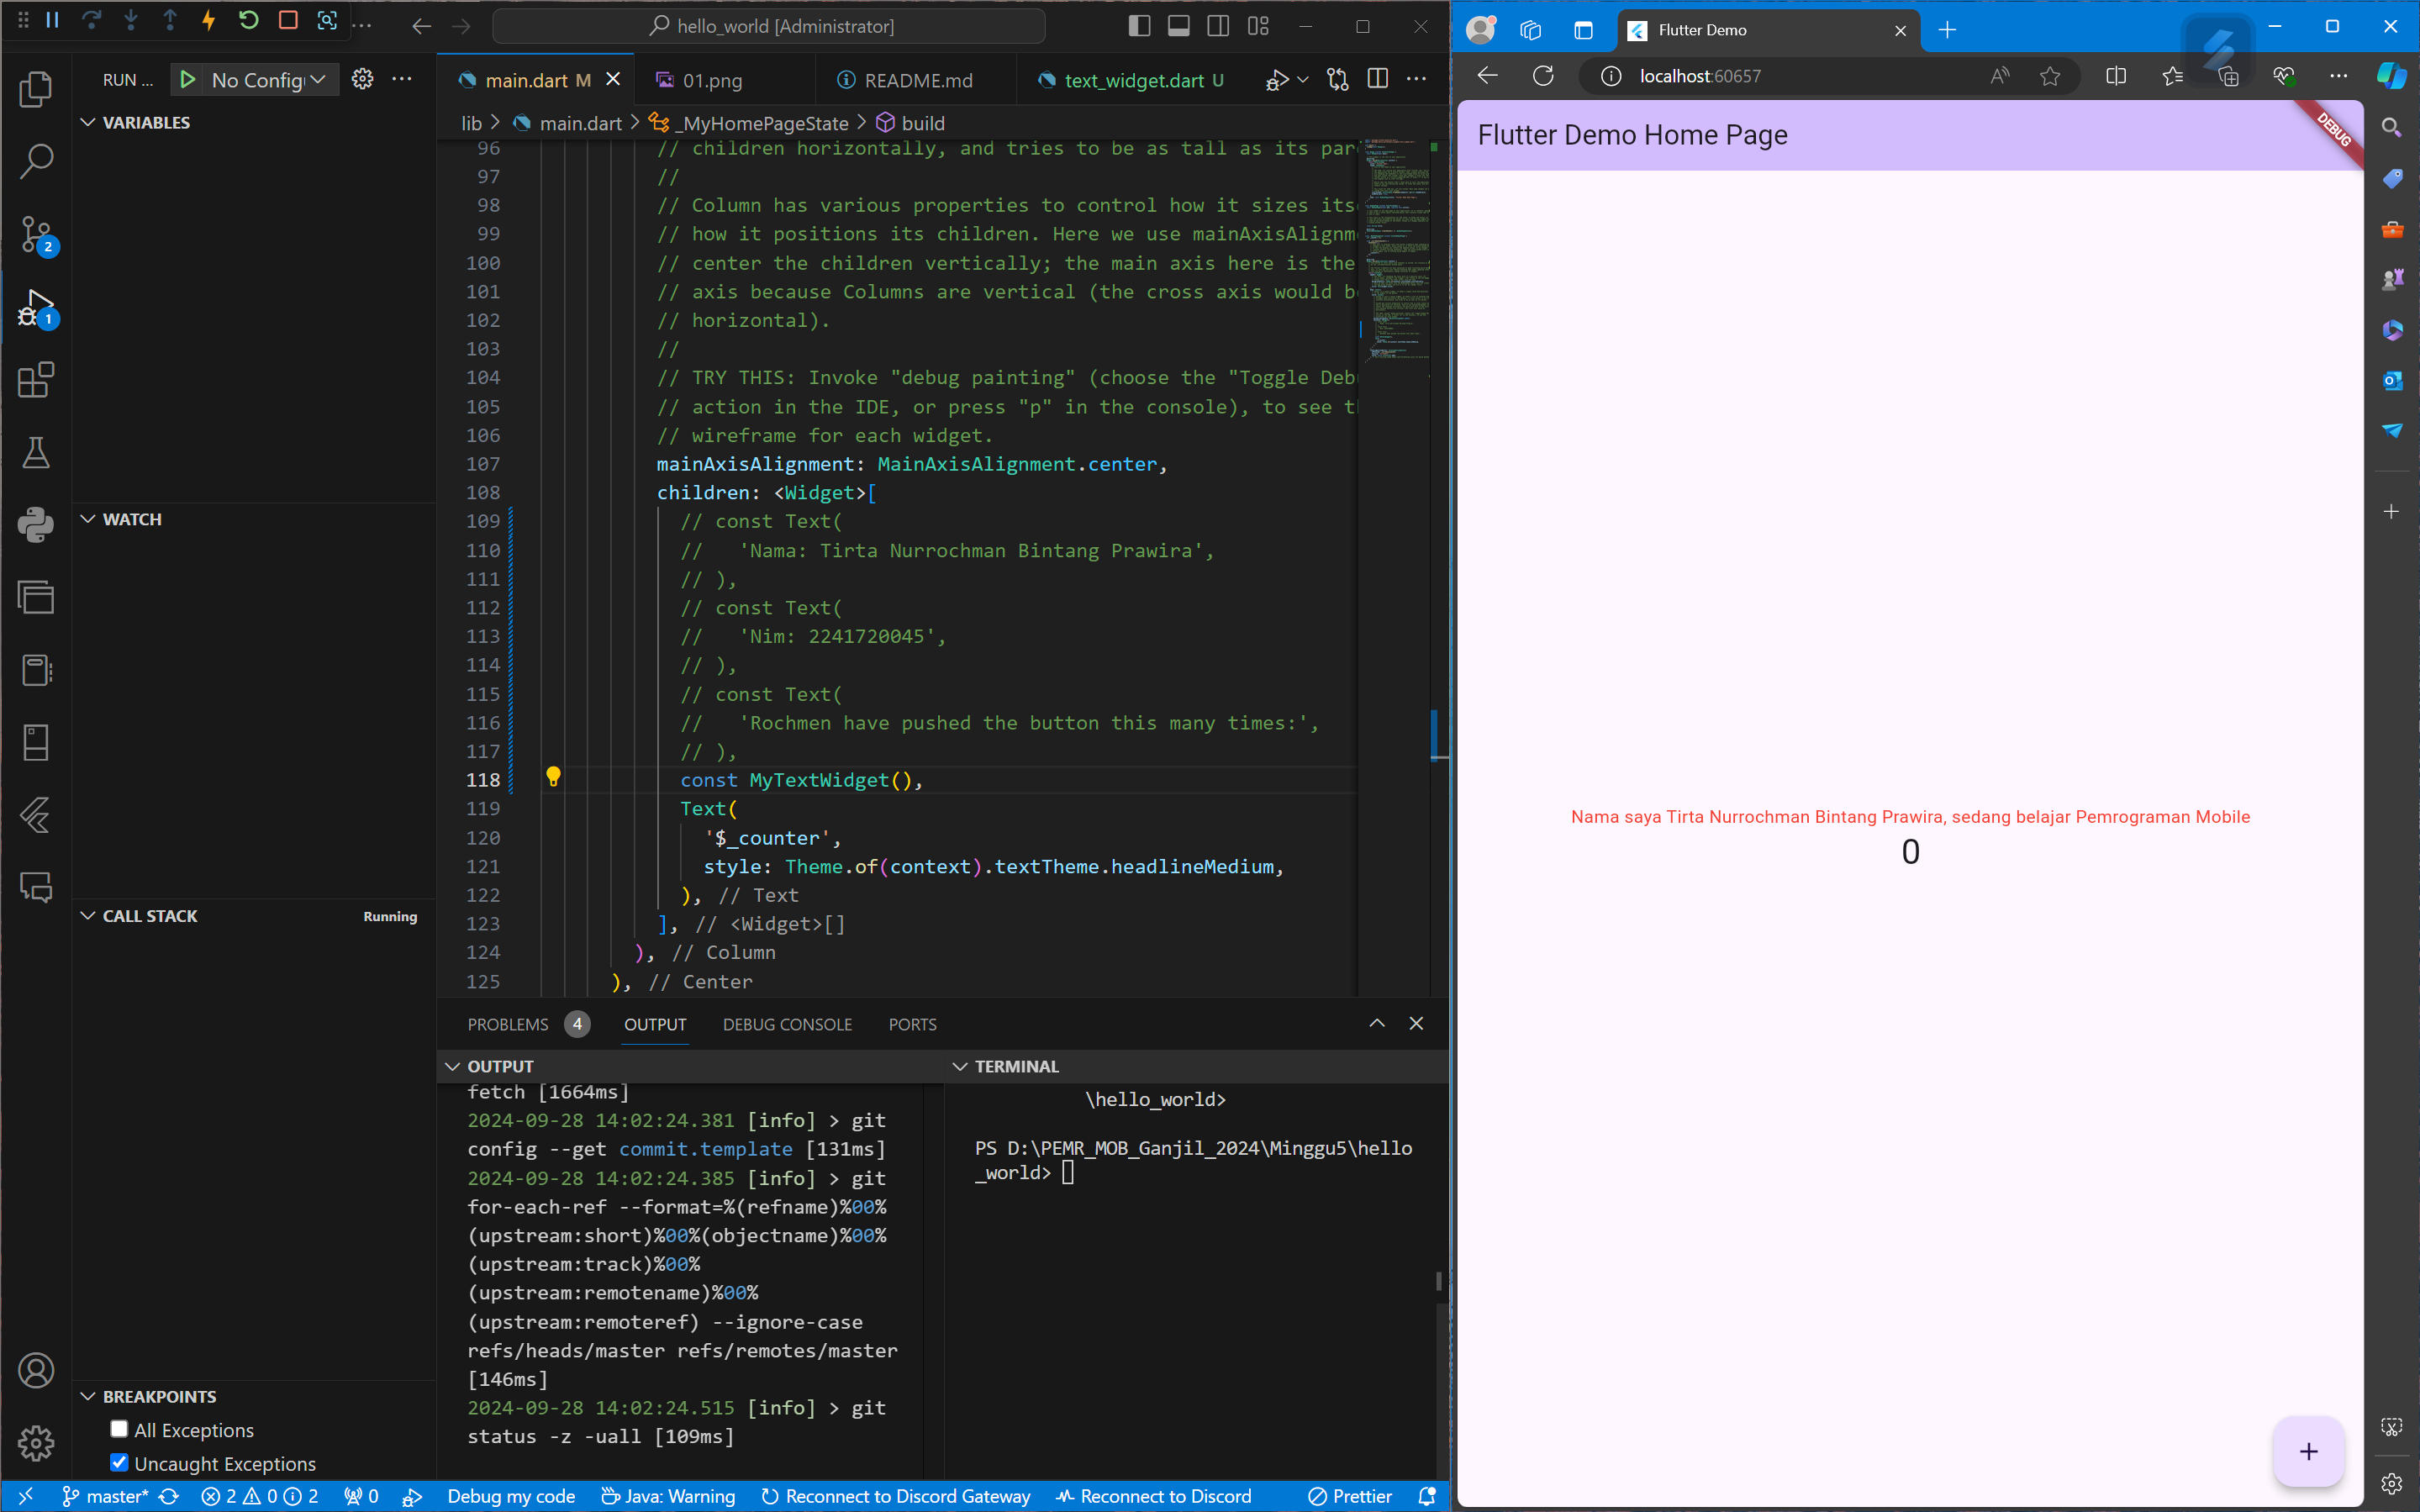 hello_world [Administrator]
RUN ...
No Config
main.dart M
01.png
README.md
text_widget.dart U
lib > main.dart > _MyHomePageState > build
VARIABLES
WATCH
CALL STACK
Running
BREAKPOINTS
All Exceptions
Uncaught Exceptions
2
1
96 // children horizontally, and tries to be as tall as its par
97 //
98 // Column has various properties to control how it sizes its
99 // how it positions its children. Here we use mainAxisAlignm
100 // center the children vertically; the main axis here is the
101 // axis because Columns are vertical (the cross axis would b
102 // horizontal).
103 //
104 // TRY THIS: Invoke "debug painting" (choose the "Toggle Deb
105 // action in the IDE, or press "p" in the console), to see t
106 // wireframe for each widget.
107 mainAxisAlignment: MainAxisAlignment.center,
108 children: <Widget>[
109 // const Text(
110 //   'Nama: Tirta Nurrochman Bintang Prawira',
111 // ),
112 // const Text(
113 //   'Nim: 2241720045',
114 // ),
115 // const Text(
116 //   'Rochmen have pushed the button this many times:',
117 // ),
118 const MyTextWidget(),
119 Text(
120 '$_counter',
121 style: Theme.of(context).textTheme.headlineMedium,
122 ), // Text
123 ], // <Widget>[]
124 ), // Column
125 ), // Center
PROBLEMS 4
OUTPUT
DEBUG CONSOLE
PORTS
OUTPUT
fetch [1664ms]
2024-09-28 14:02:24.381 [info] > git
config --get commit.template [131ms]
2024-09-28 14:02:24.385 [info] > git
for-each-ref --format=%(refname)%00%
(upstream:short)%00%(objectname)%00%
(upstream:track)%00%
(upstream:remotename)%00%
(upstream:remoteref) --ignore-case
refs/heads/master refs/remotes/master
[146ms]
2024-09-28 14:02:24.515 [info] > git
status -z -uall [109ms]
TERMINAL
\hello_world>
PS D:\PEMR_MOB_Ganjil_2024\Minggu5\hello
_world>
master*
2
0
2
0
Debug my code
Java: Warning
Reconnect to Discord Gateway
Reconnect to Discord
Prettier
Flutter Demo
localhost:60657
Flutter Demo Home Page
DEBUG
Nama saya Tirta Nurrochman Bintang Prawira, sedang belajar Pemrograman Mobile
0
+